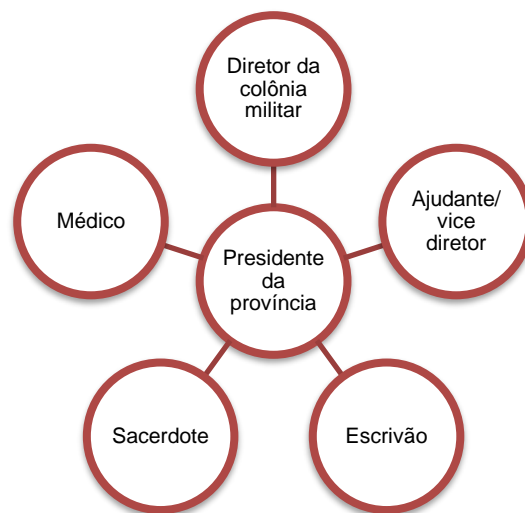 Diretor da
colônia
militar
Médico
Ajudante/
vice
diretor
Presidente
da
província
Sacerdote
Escrivão